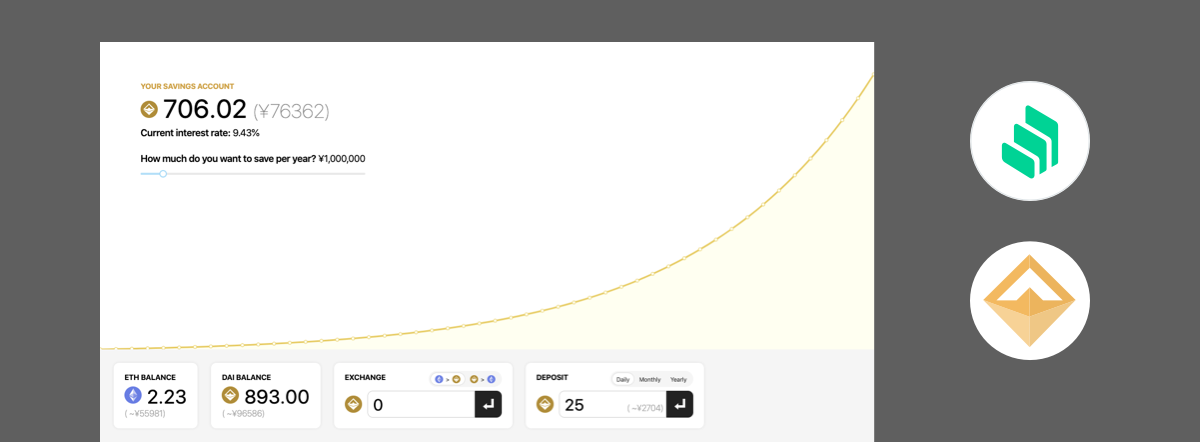 YOUR SAVINGS ACCOUNT
706.02 (¥76362)
Current interest rate: 9.43%
How much do you want to save per year? ¥1,000,000
ETH BALANCE
2.23
( ~¥55981)
DAI BALANCE
893.00
( ~¥96586)
EXCHANGE
> >
0
DEPOSIT
Daily Monthly Yearly
25 ( ~¥2704)